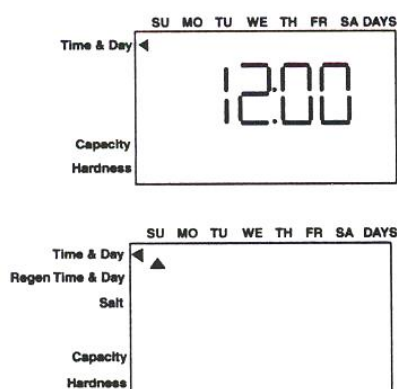 SU MO TU WE TH FR SA DAYS
Time & Day
12:00
Capacity
Hardness
SU MO TU WE TH FR SA DAYS
Time & Day
Regen Time & Day
Salt
Capacity
Hardness